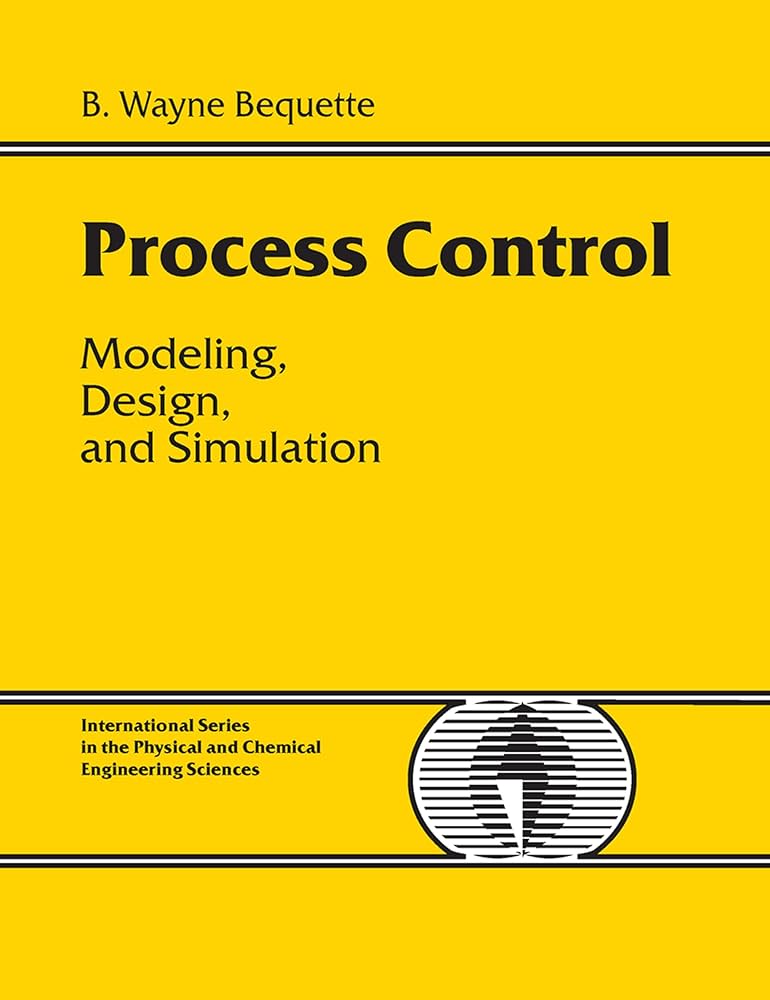 B. Wayne Bequette
Process Control
Modeling,
Design,
and Simulation
International Series
in the Physical and Chemical
Engineering Sciences